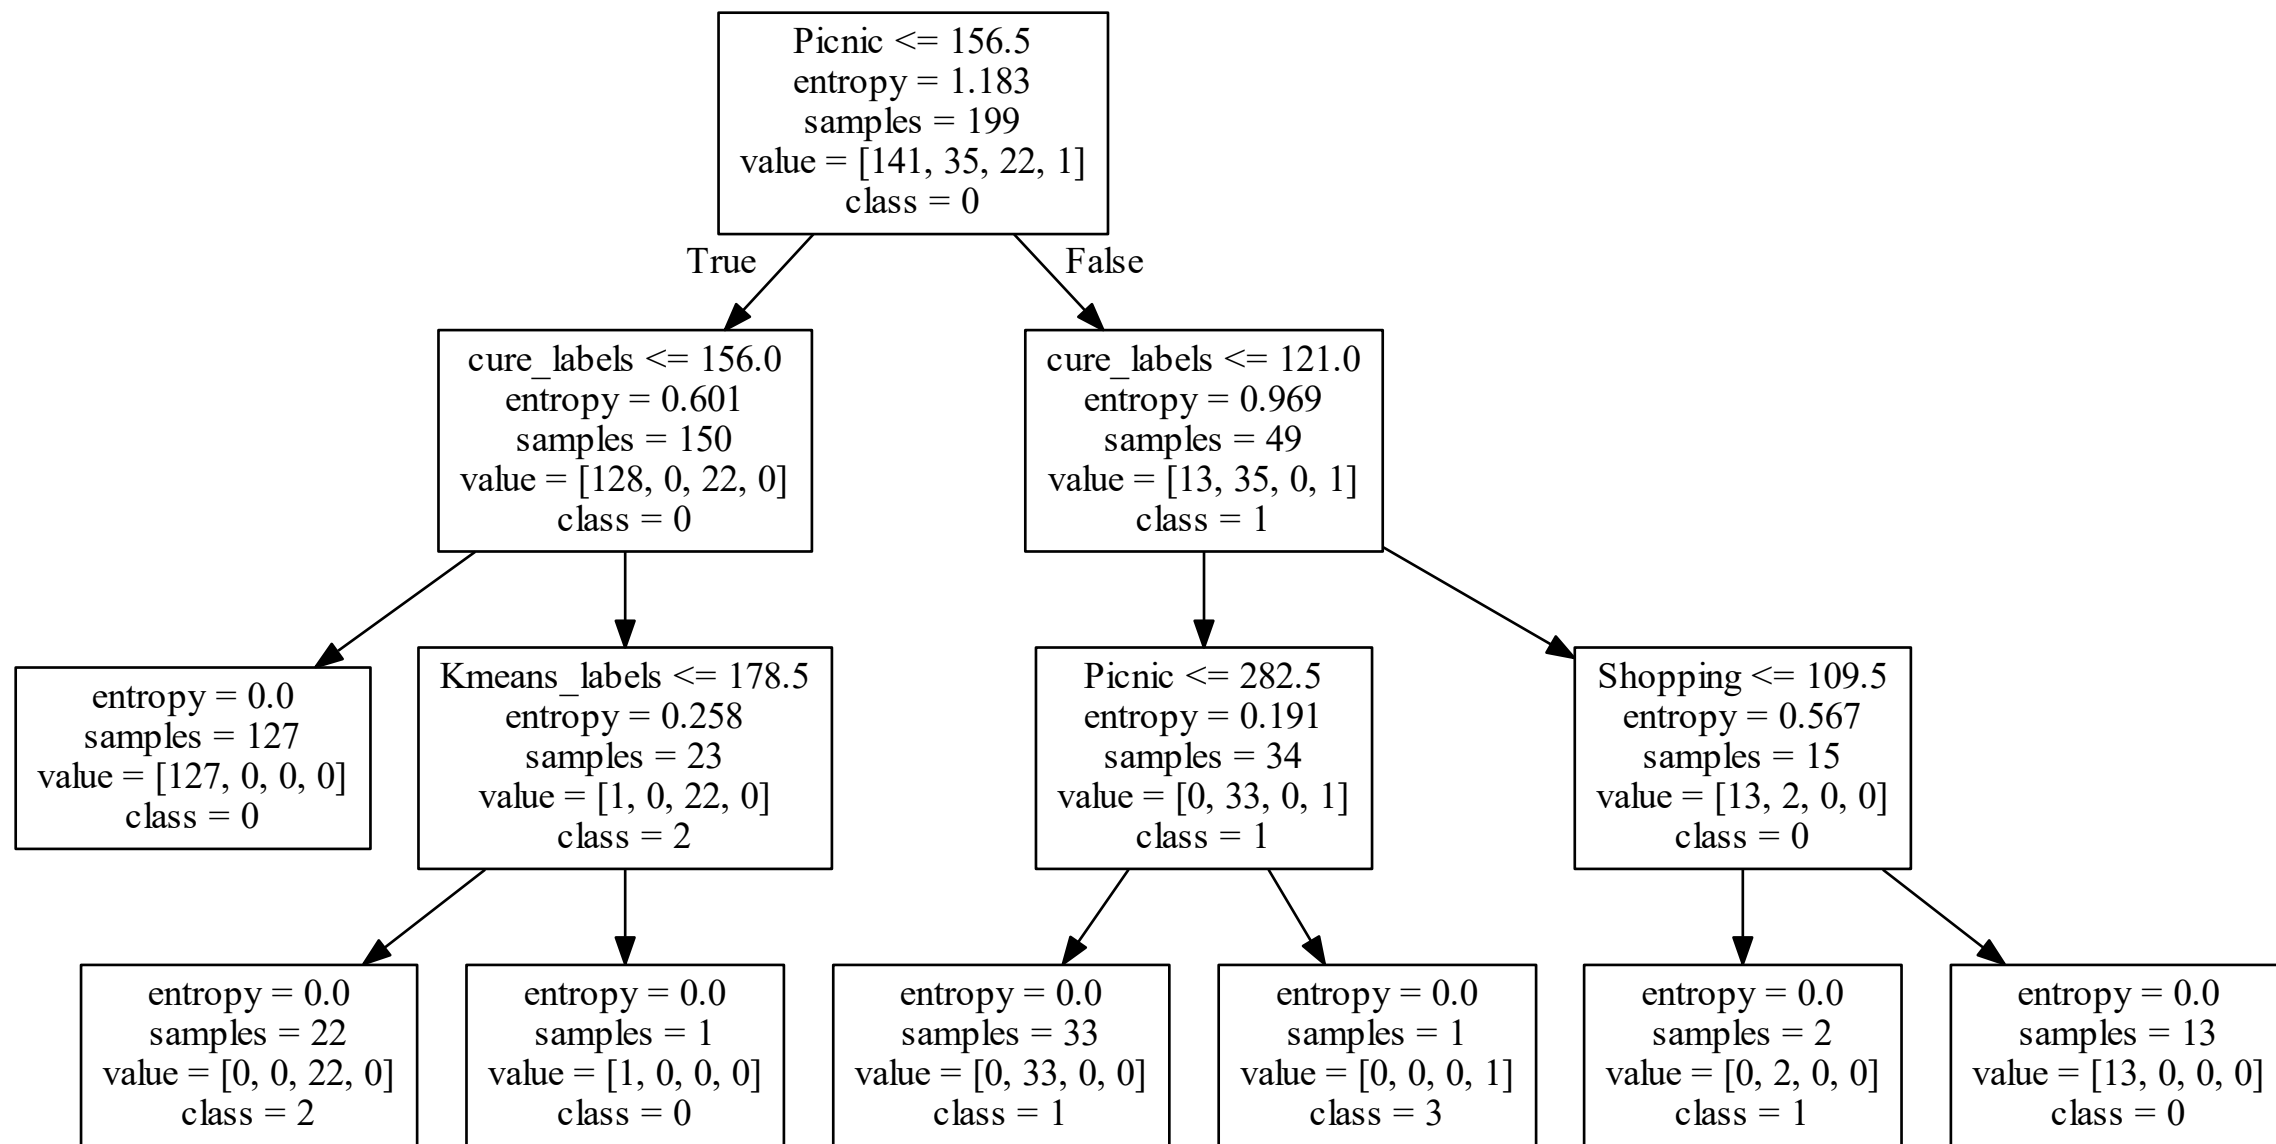 Picnic <= 156.5
entropy = 1.183
samples = 199
value = [141, 35, 22, 1]
class = 0
True
False
cure_labels <= 156.0
entropy = 0.601
samples = 150
value = [128, 0, 22, 0]
class = 0
cure_labels <= 121.0
entropy = 0.969
samples = 49
value = [13, 35, 0, 1]
class = 1
entropy = 0.0
samples = 127
value = [127, 0, 0, 0]
class = 0
Kmeans_labels <= 178.5
entropy = 0.258
samples = 23
value = [1, 0, 22, 0]
class = 2
Picnic <= 282.5
entropy = 0.191
samples = 34
value = [0, 33, 0, 1]
class = 1
Shopping <= 109.5
entropy = 0.567
samples = 15
value = [13, 2, 0, 0]
class = 0
entropy = 0.0
samples = 22
value = [0, 0, 22, 0]
class = 2
entropy = 0.0
samples = 1
value = [1, 0, 0, 0]
class = 0
entropy = 0.0
samples = 33
value = [0, 33, 0, 0]
class = 1
entropy = 0.0
samples = 1
value = [0, 0, 0, 1]
class = 3
entropy = 0.0
samples = 2
value = [0, 2, 0, 0]
class = 1
entropy = 0.0
samples = 13
value = [13, 0, 0, 0]
class = 0